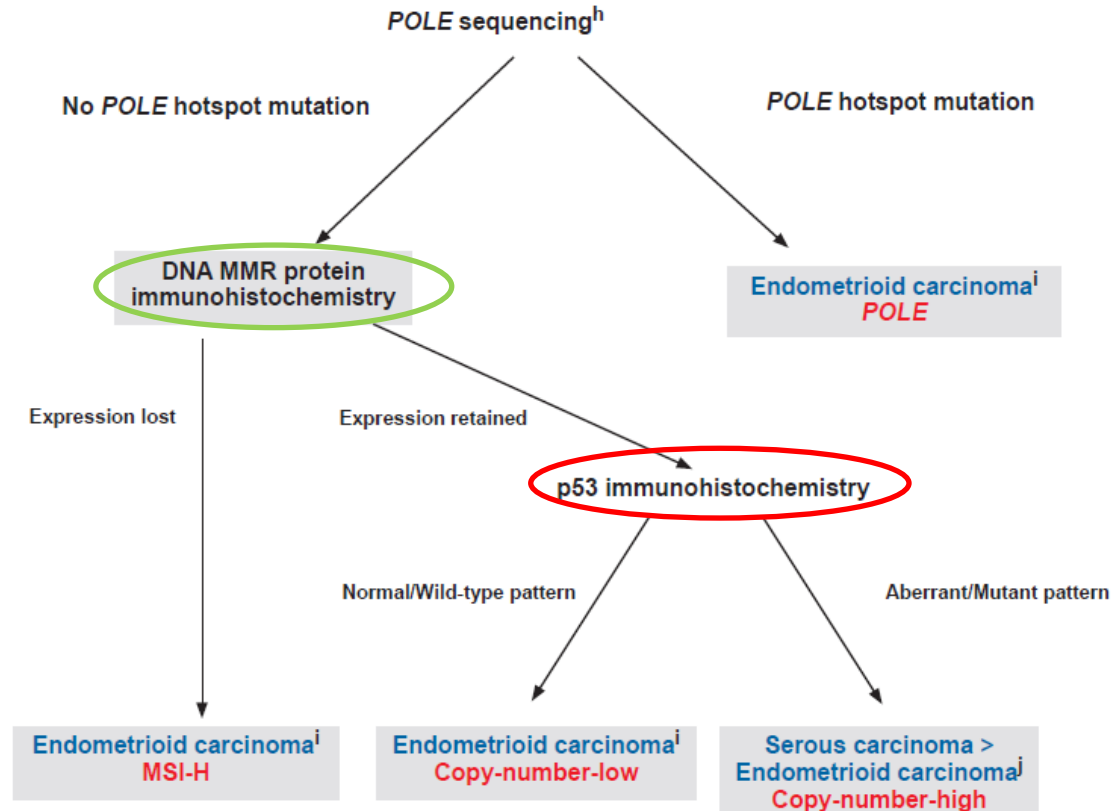 POLE sequencingh
No POLE hotspot mutation
POLE hotspot mutation
DNA MMR protein
immunohistochemistry
Endometrioid carcinomai
POLE
Expression lost
Expression retained
p53 immunohistochemistry
Normal/Wild-type pattern
Aberrant/Mutant pattern
Endometrioid carcinomai
MSI-H
Endometrioid carcinomai
Copy-number-low
Serous carcinoma >
Endometrioid carcinomaj
Copy-number-high